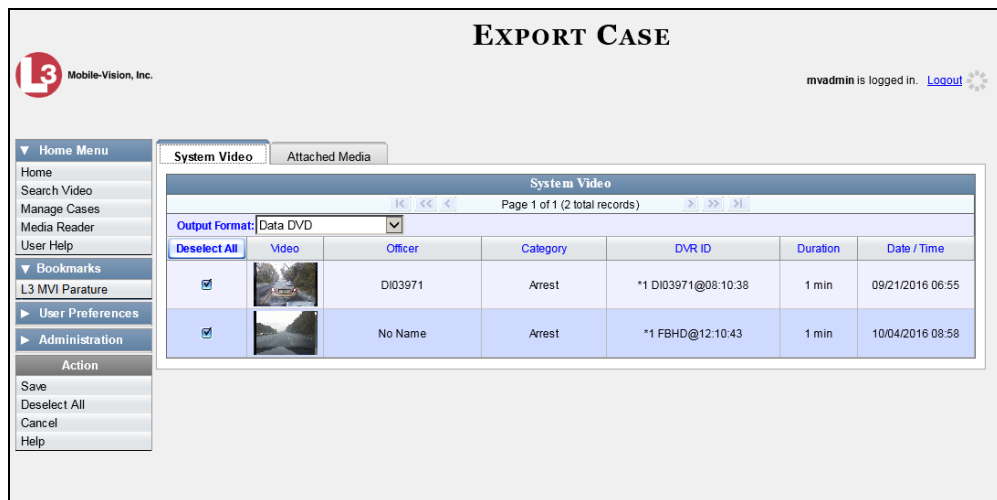 EXPORT CASE
L3 Mobile-Vision, Inc.
mvadmin is logged in. Logout
▼ Home Menu
Home
Search Video
Manage Cases
Media Reader
User Help
▼ Bookmarks
L3 MVI Parature
▶ User Preferences
▶ Administration
Action
Save
Deselect All
Cancel
Help
System Video Attached Media
System Video
|< << < Page 1 of 1 (2 total records) > >> >|
Output Format: Data DVD
Deselect All Video Officer Category DVR ID Duration Date / Time
DI03971 Arrest *1 DI03971@08:10:38 1 min 09/21/2016 06:55
No Name Arrest *1 FBHD@12:10:43 1 min 10/04/2016 08:58